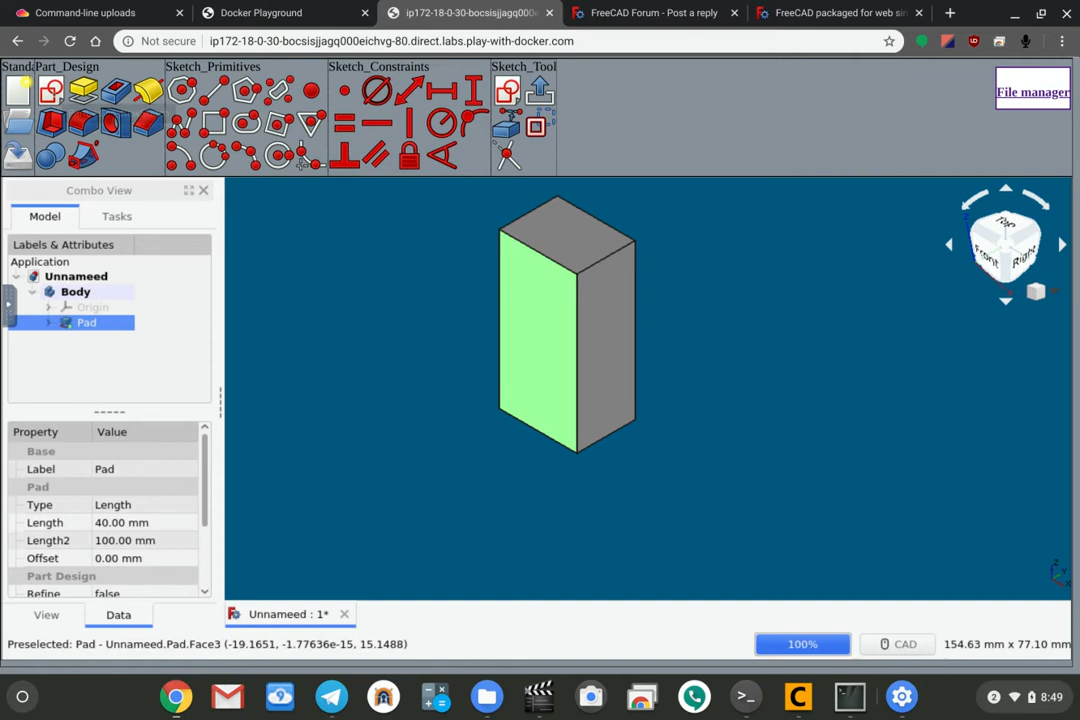 Command-line uploads
Docker Playground
ip172-18-0-30-bocsisjjagq000e
FreeCAD Forum - Post a reply
FreeCAD packaged for web sin
Not secure
ip172-18-0-30-bocsisjjagq000eichvg-80.direct.labs.play-with-docker.com
Standa
Part_Design
Sketch_Primitives
Sketch_Constraints
Sketch_Tool
File manager
Combo View
Model
Tasks
Labels & Attributes
Application
Unnameed
Body
Origin
Pad
Property
Value
Base
Label
Pad
Pad
Type
Length
Length
40.00 mm
Length2
100.00 mm
Offset
0.00 mm
Part Design
Refine
false
View
Data
Top
Front
Right
Z
Y
X
Unnameed : 1*
Preselected: Pad - Unnameed.Pad.Face3 (-19.1651, -1.77636e-15, 15.1488)
100%
CAD
154.63 mm x 77.10 mm
2
8:49